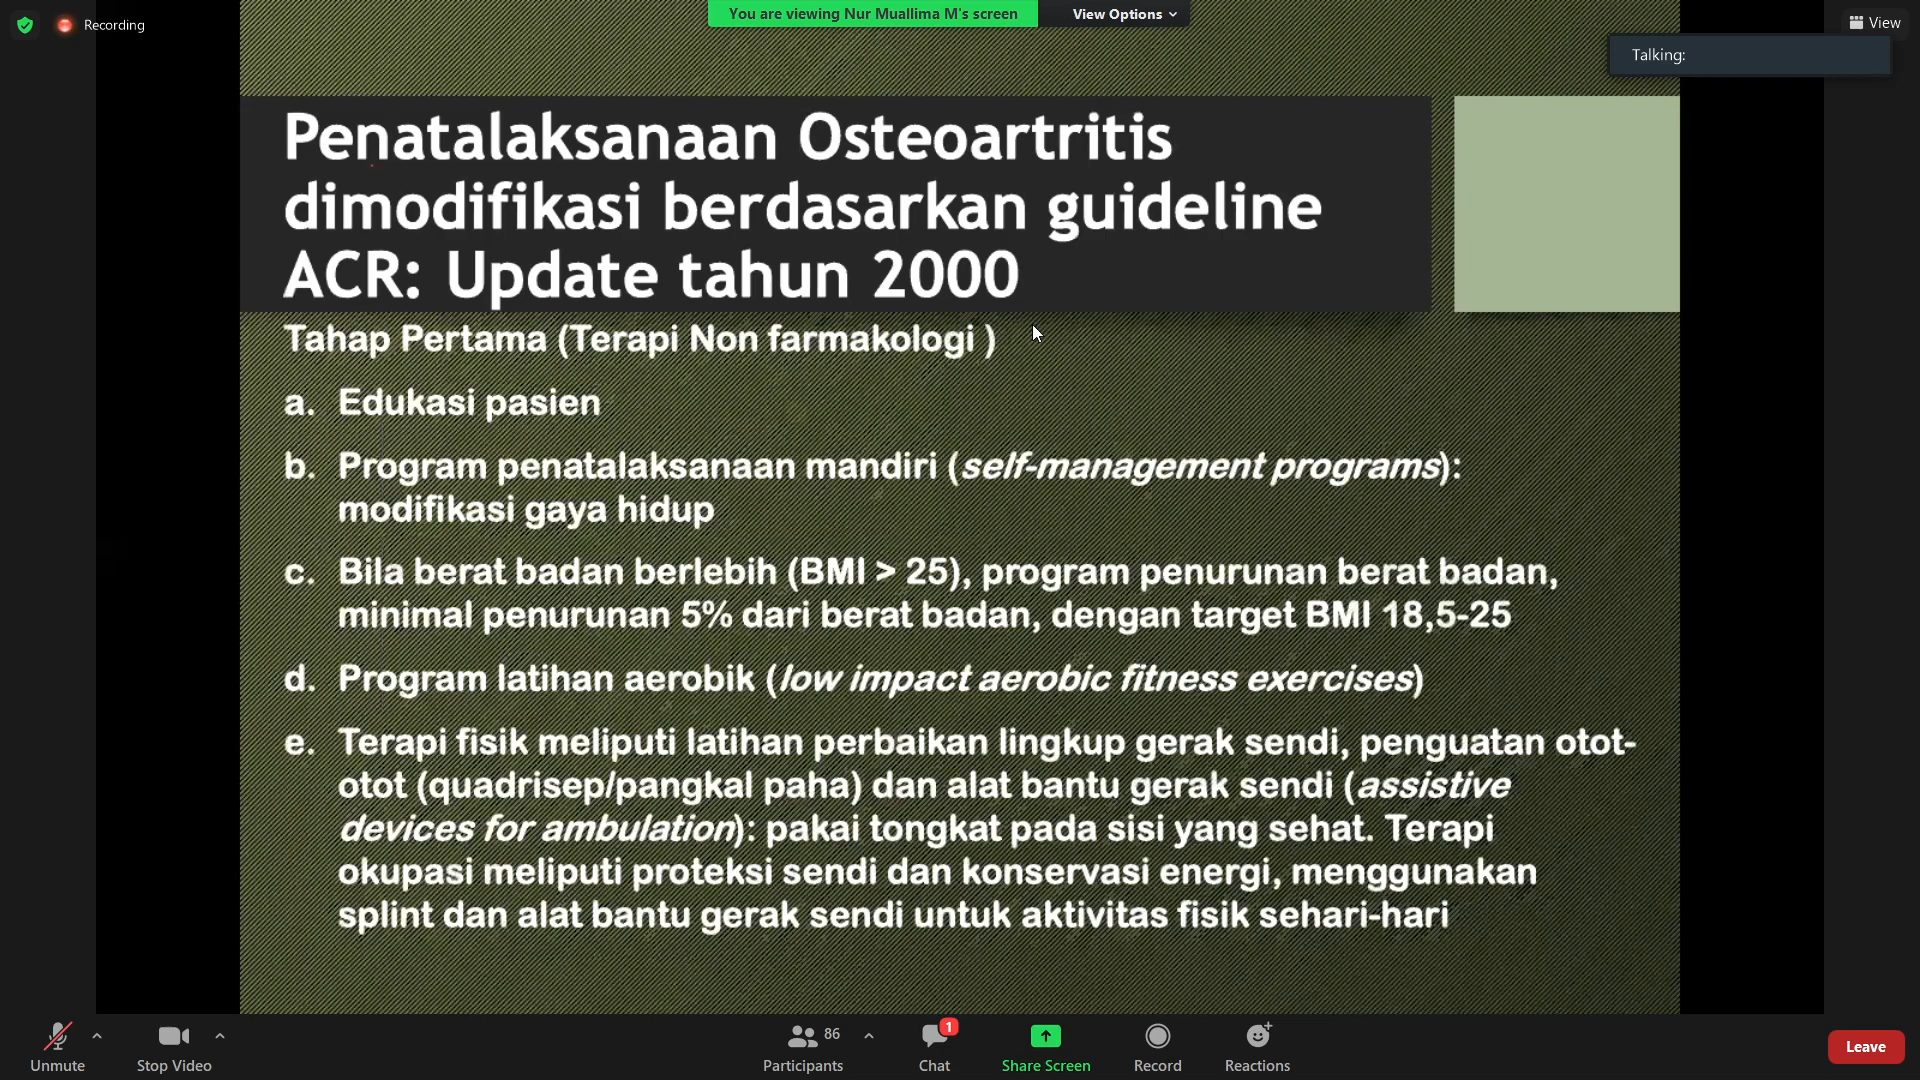 Recording
You are viewing Nur Muallima M's screen
View Options
View
Talking:
Penatalaksanaan Osteoartritis
dimodifikasi berdasarkan guideline
ACR: Update tahun 2000
Tahap Pertama (Terapi Non farmakologi )
a. Edukasi pasien
b. Program penatalaksanaan mandiri (self-management programs):
modifikasi gaya hidup
c. Bila berat badan berlebih (BMI > 25), program penurunan berat badan,
minimal penurunan 5% dari berat badan, dengan target BMI 18,5-25
d. Program latihan aerobik (low impact aerobic fitness exercises)
e. Terapi fisik meliputi latihan perbaikan lingkup gerak sendi, penguatan otot-
otot (quadrisep/pangkal paha) dan alat bantu gerak sendi (assistive
devices for ambulation): pakai tongkat pada sisi yang sehat. Terapi
okupasi meliputi proteksi sendi dan konservasi energi, menggunakan
splint dan alat bantu gerak sendi untuk aktivitas fisik sehari-hari
Unmute
Stop Video
86
Participants
1
Chat
Share Screen
Record
Reactions
Leave